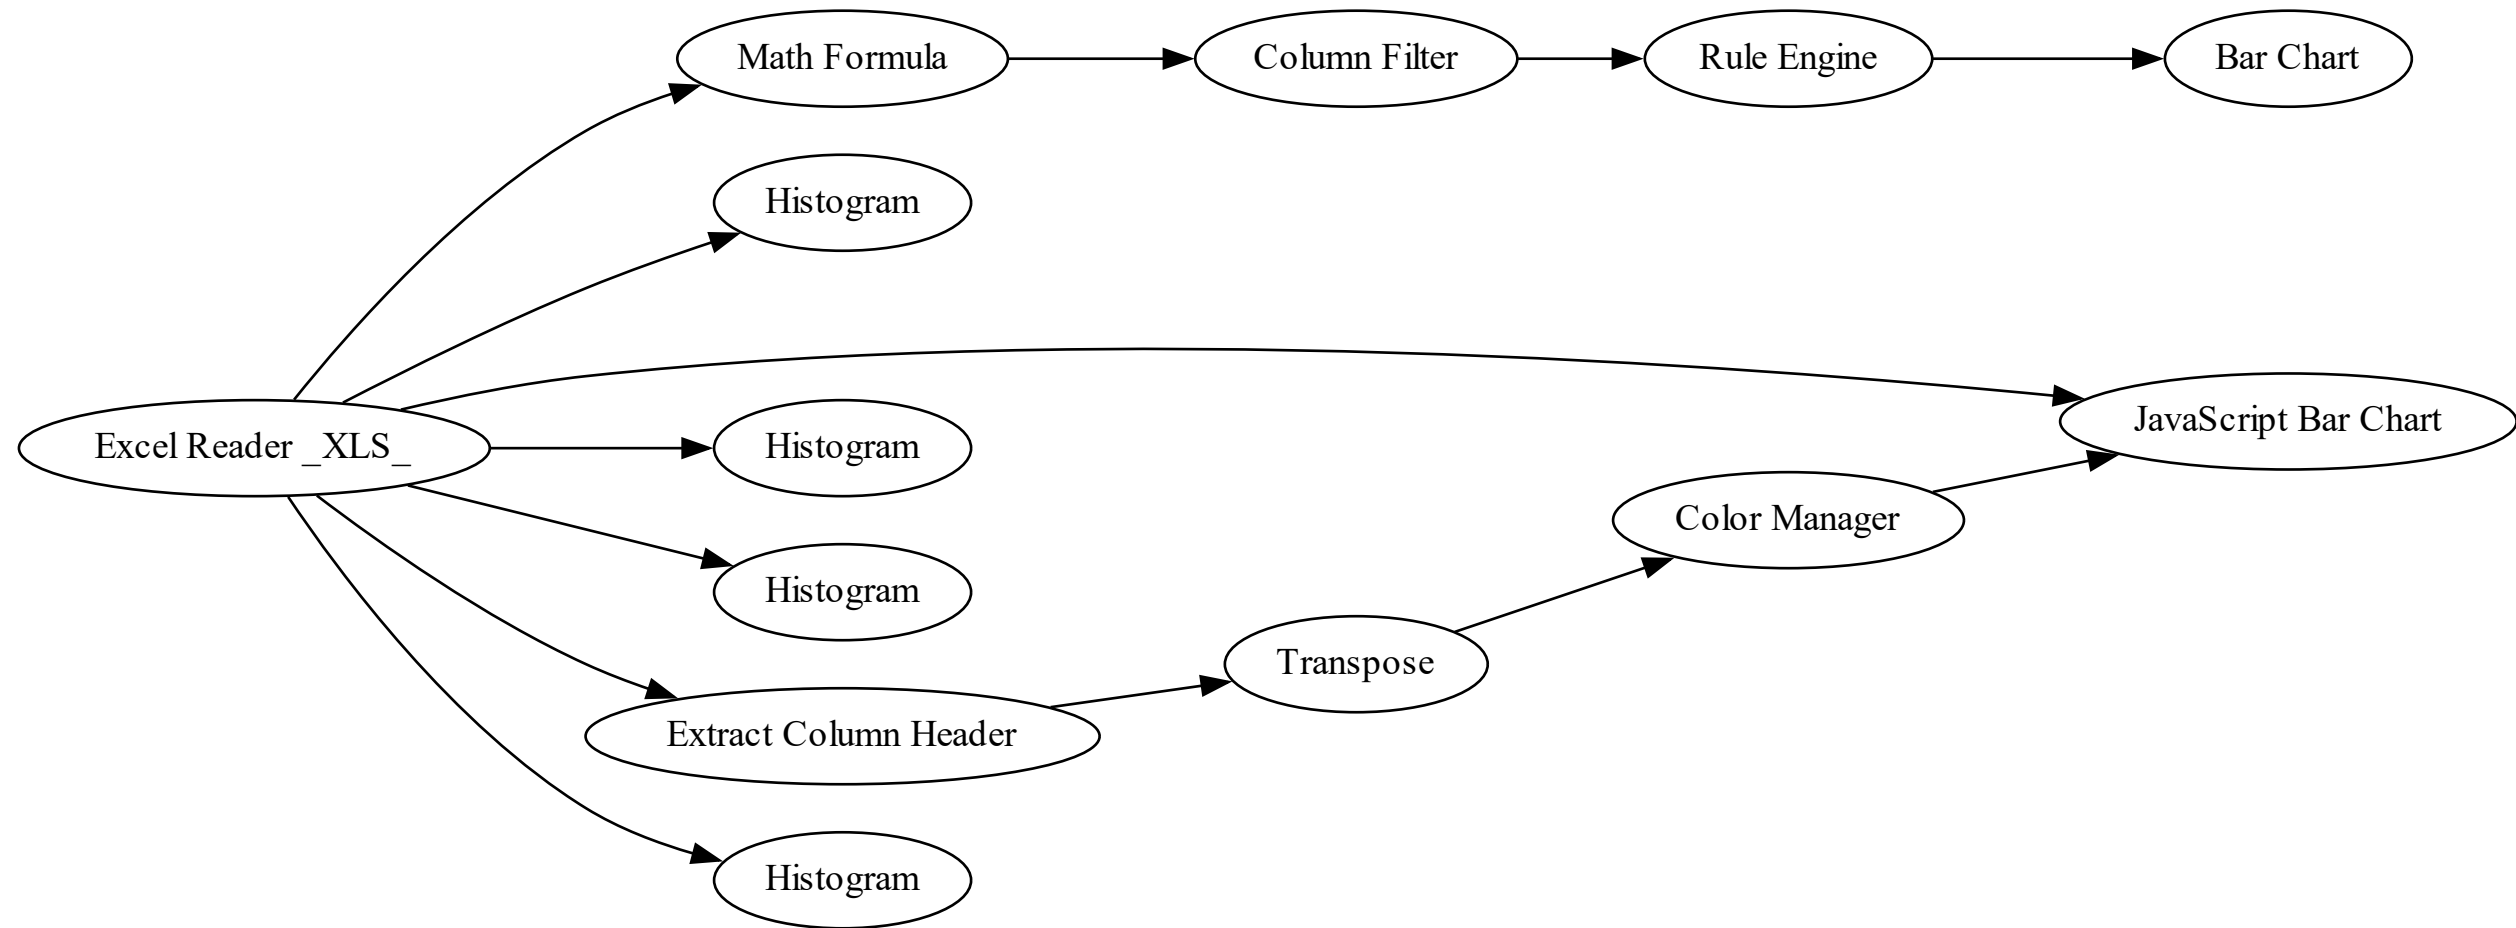 Math Formula
Column Filter
Rule Engine
Bar Chart
Histogram
JavaScript Bar Chart
Excel Reader _XLS_
Histogram
Color Manager
Histogram
Transpose
Extract Column Header
Histogram